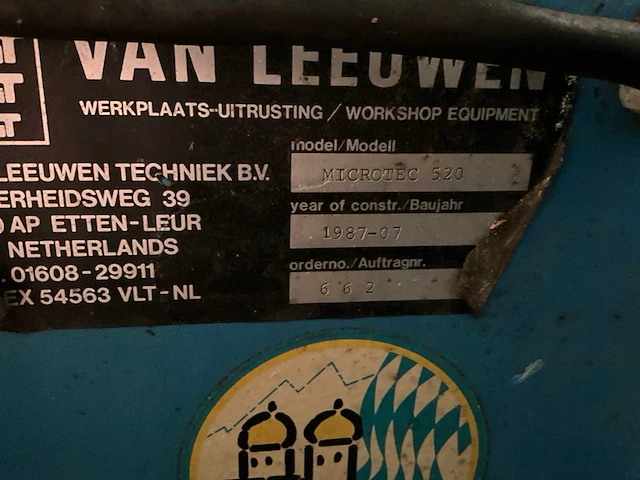 VAN LEEUWEN
WERKPLAATS-UITRUSTING / WORKSHOP EQUIPMENT
LEEUWEN TECHNIEK B.V.
ERHEIDSWEG 39
AP ETTEN-LEUR
NETHERLANDS
01608-29911
EX 54563 VLT-NL
model/Modell
MICROTEC 520
year of constr./Baujahr
1987-07
orderno./Auftragnr.
6 6 2